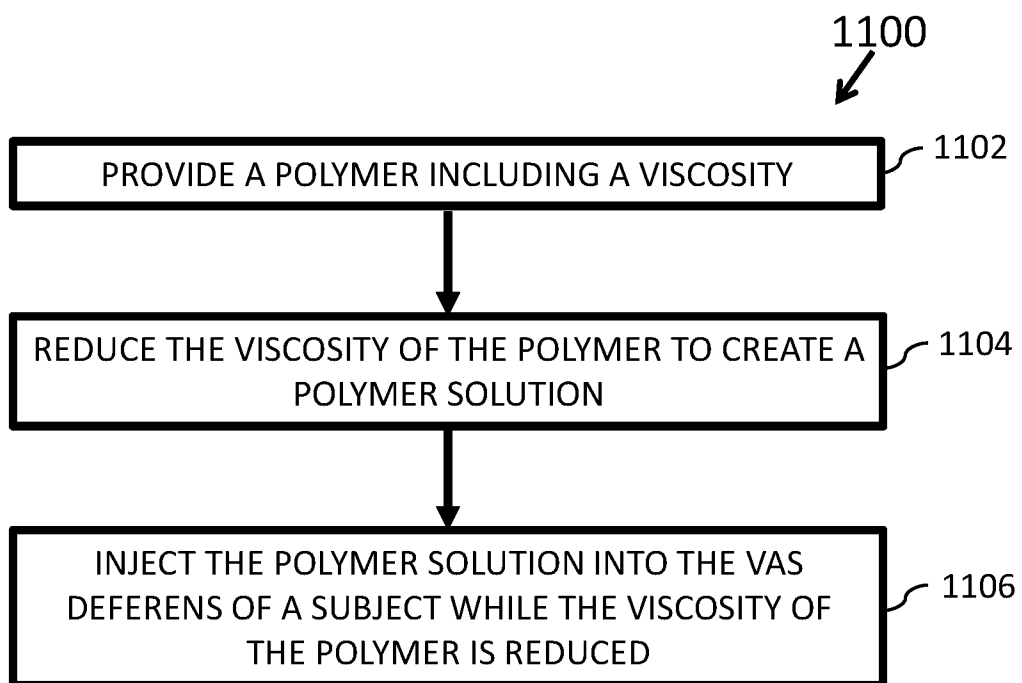 1100
PROVIDE A POLYMER INCLUDING A VISCOSITY
1102
REDUCE THE VISCOSITY OF THE POLYMER TO CREATE A
POLYMER SOLUTION
1104
INJECT THE POLYMER SOLUTION INTO THE VAS
DEFERENS OF A SUBJECT WHILE THE VISCOSITY OF
THE POLYMER IS REDUCED
1106